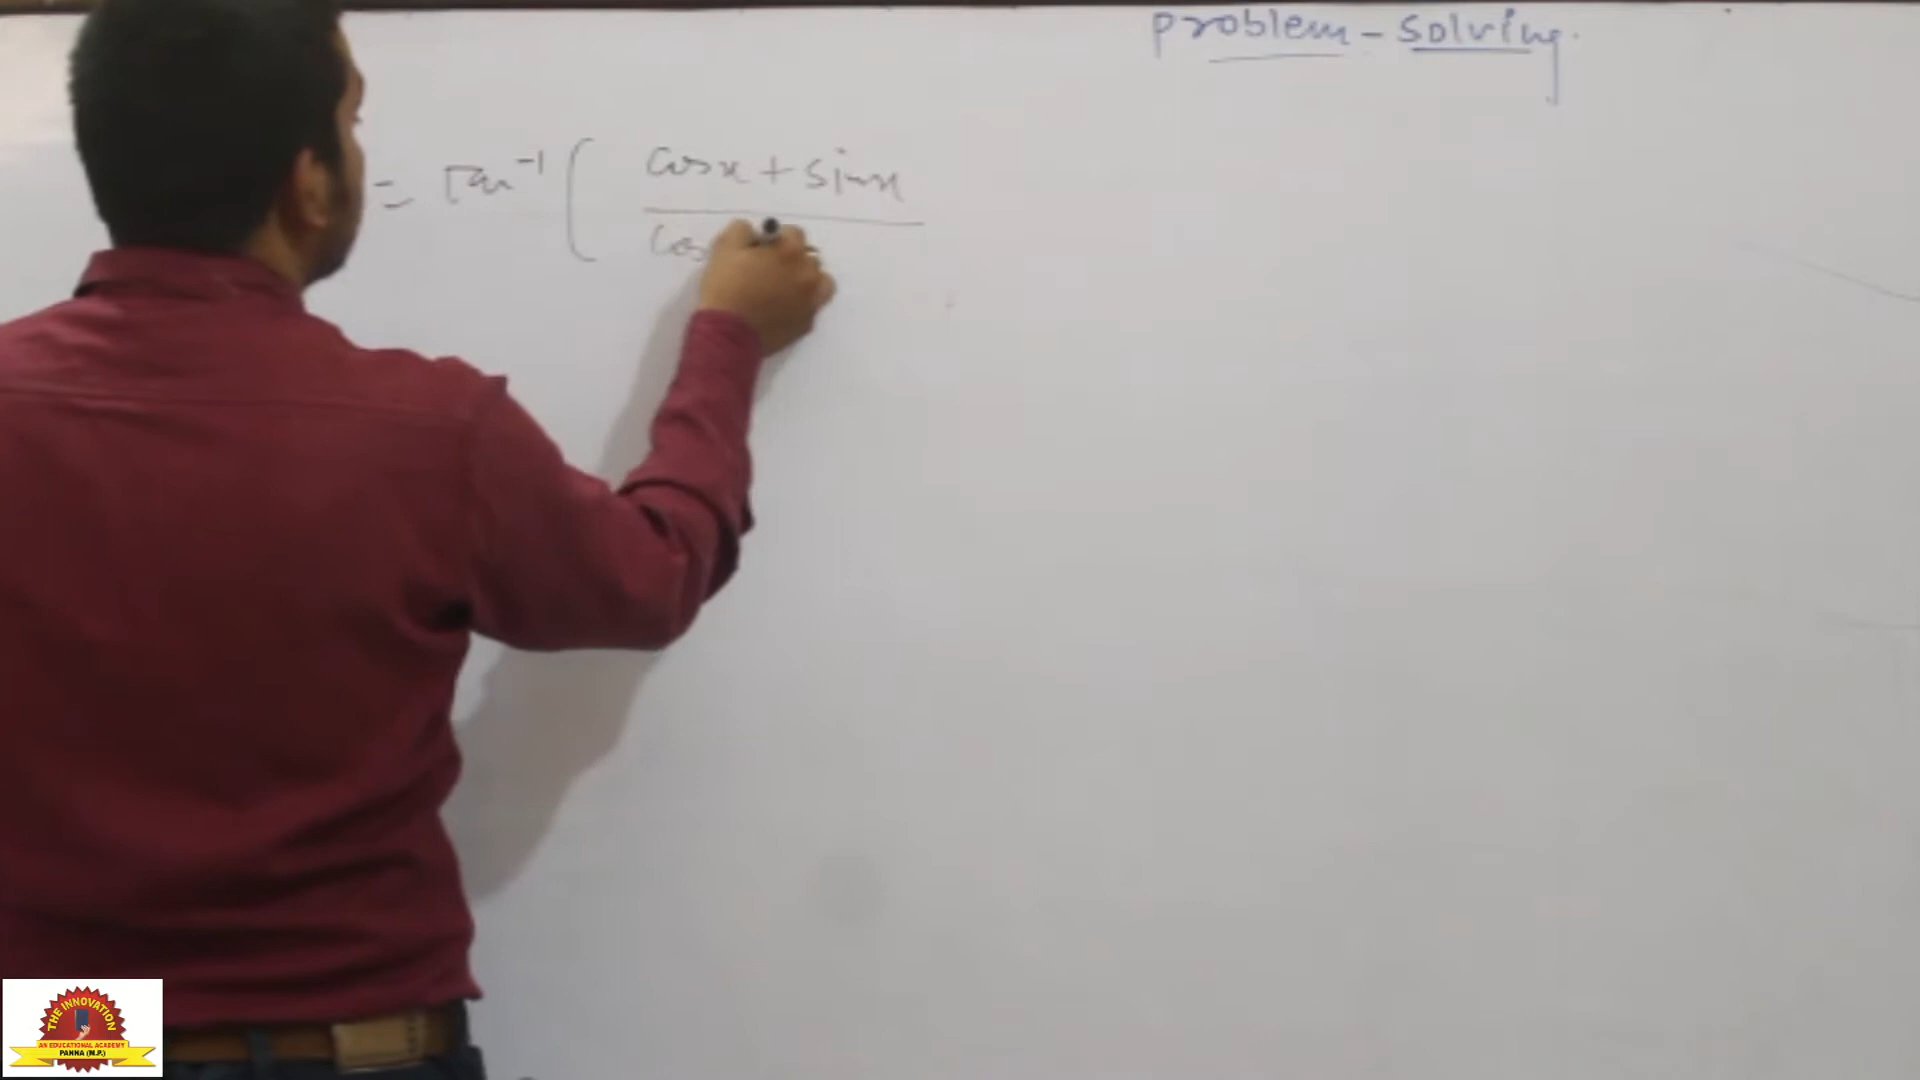 problem - solving.
= Tan⁻¹ ( cosx + sinx
cos
THE INNOVATION
AN EDUCATIONAL ACADEMY
PANNA (M.P.)